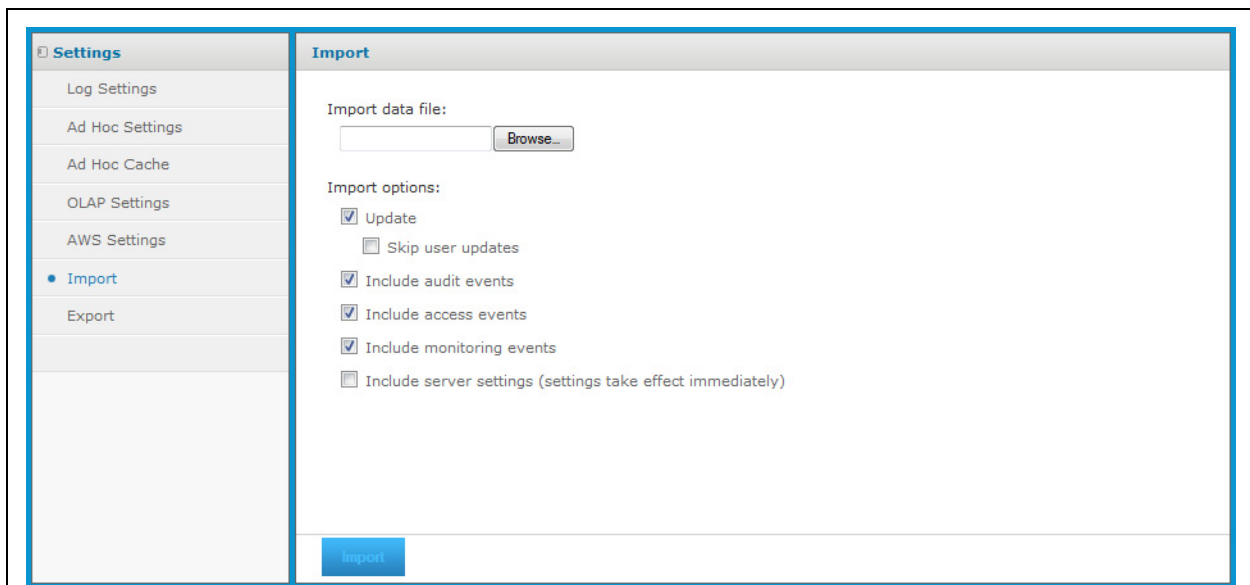 Settings
Log Settings
Ad Hoc Settings
Ad Hoc Cache
OLAP Settings
AWS Settings
Import
Export
Import
Import data file:
Browse...
Import options:
Update
Skip user updates
Include audit events
Include access events
Include monitoring events
Include server settings (settings take effect immediately)
Import